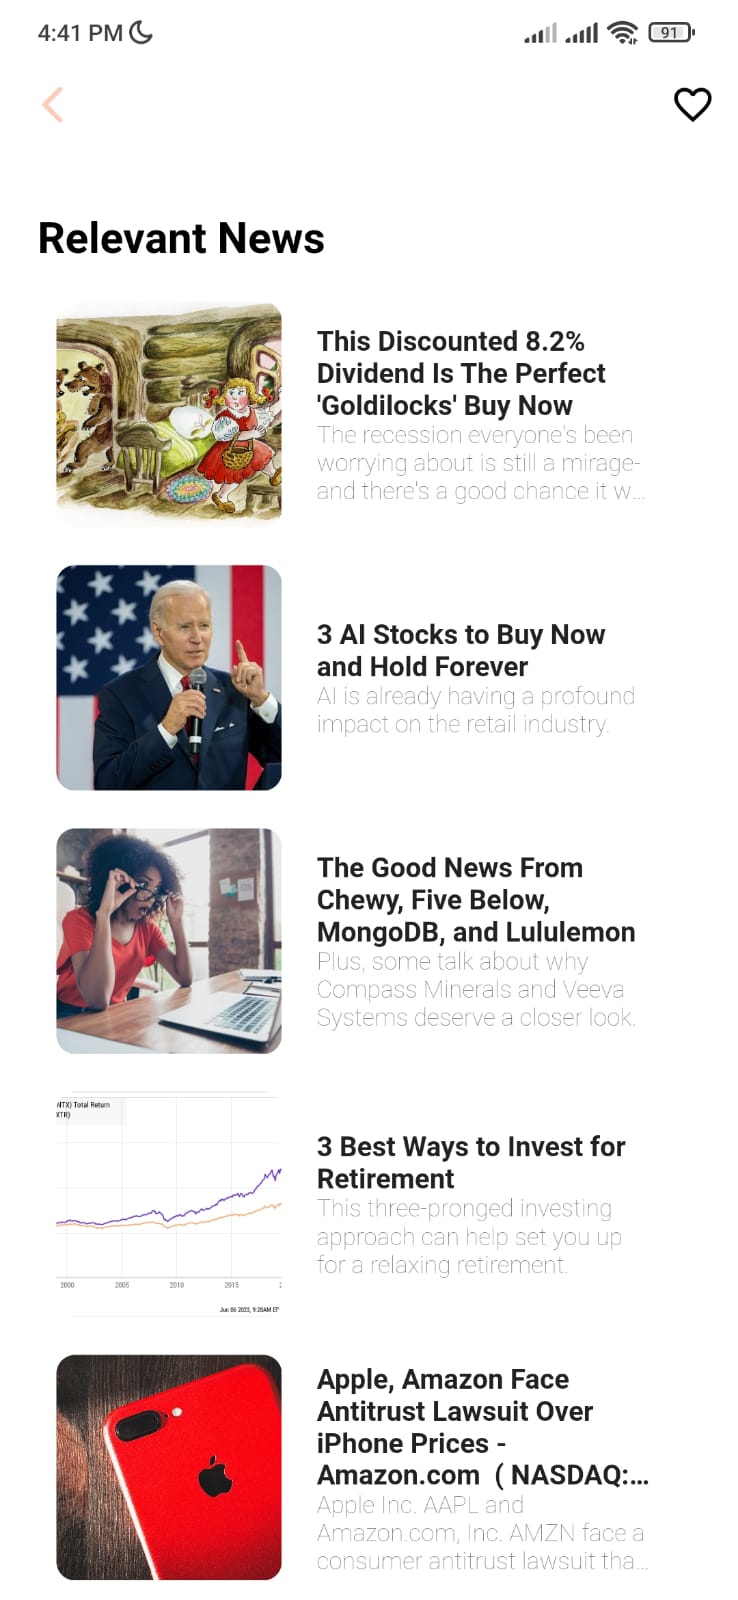 4:41 PM
91
Relevant News
This Discounted 8.2%
Dividend Is The Perfect
'Goldilocks' Buy Now
The recession everyone's been
worrying about is still a mirage-
and there's a good chance it w...
3 AI Stocks to Buy Now
and Hold Forever
AI is already having a profound
impact on the retail industry.
The Good News From
Chewy, Five Below,
MongoDB, and Lululemon
Plus, some talk about why
Compass Minerals and Veeva
Systems deserve a closer look.
NTX) Total Return
XTR)
2000 2005 2010 2015 2
Jun 06 2023, 9:28AM E
3 Best Ways to Invest for
Retirement
This three-pronged investing
approach can help set you up
for a relaxing retirement.
Apple, Amazon Face
Antitrust Lawsuit Over
iPhone Prices -
Amazon.com ( NASDAQ:...
Apple Inc. AAPL and
Amazon.com, Inc. AMZN face a
consumer antitrust lawsuit tha...